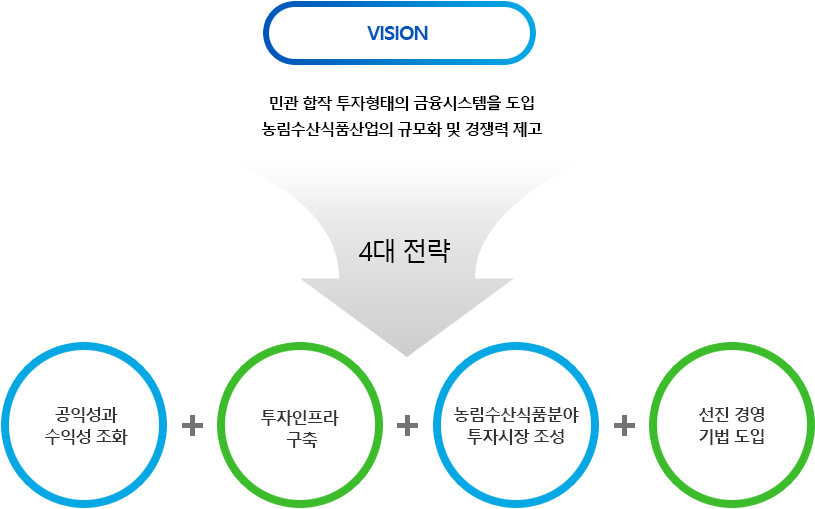 VISION
민관 합작 투자형태의 금융시스템을 도입
농림수산식품산업의 규모화 및 경쟁력 제고
4대 전략
공익성과
수익성 조화
투자인프라
구축
농림수산식품분야
투자시장 조성
선진 경영
기법 도입